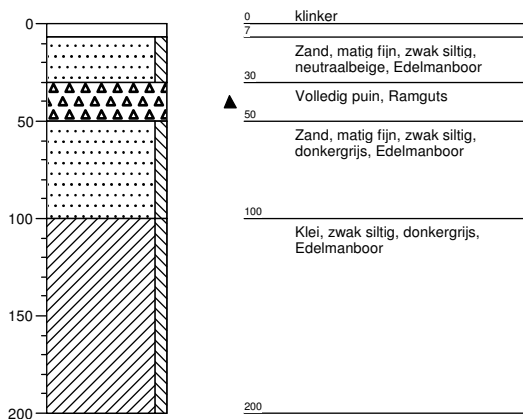 0
50
100
150
200
0 klinker
7
Zand, matig fijn, zwak siltig,
neutraalbeige, Edelmanboor
30
Volledig puin, Ramguts
50
Zand, matig fijn, zwak siltig,
donkergrijs, Edelmanboor
100
Klei, zwak siltig, donkergrijs,
Edelmanboor
200